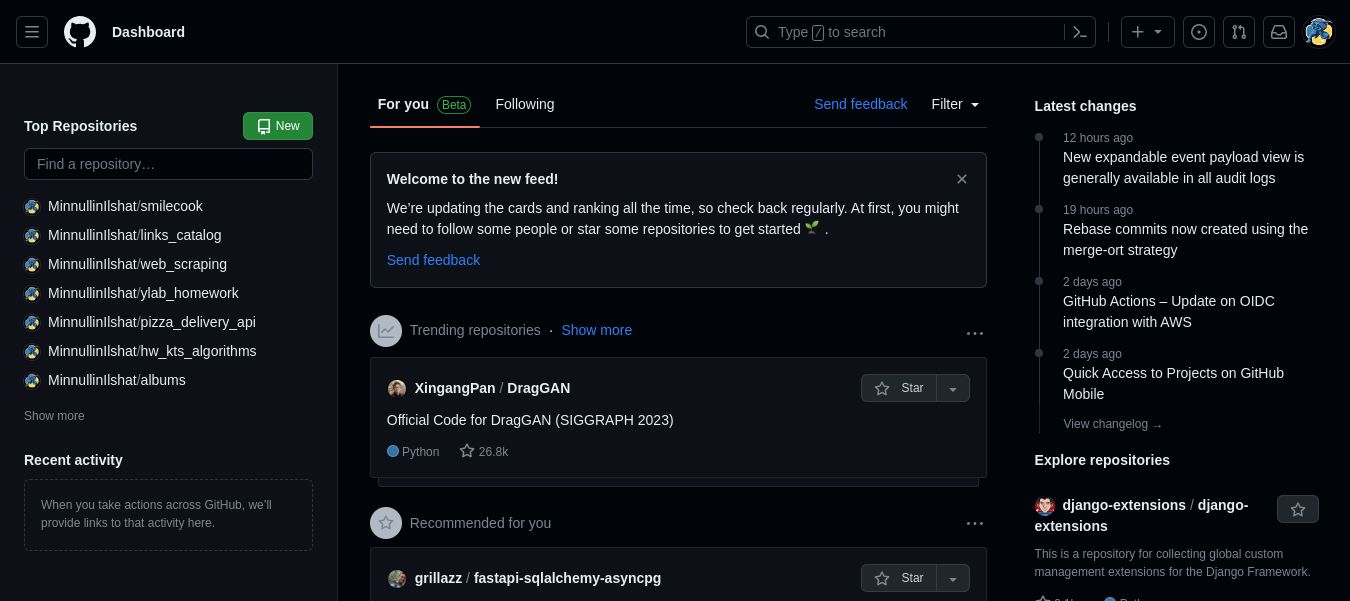 Dashboard
Type / to search
Top Repositories
New
Find a repository…
MinnullinIlshat/smilecook
MinnullinIlshat/links_catalog
MinnullinIlshat/web_scraping
MinnullinIlshat/ylab_homework
MinnullinIlshat/pizza_delivery_api
MinnullinIlshat/hw_kts_algorithms
MinnullinIlshat/albums
Show more
Recent activity
When you take actions across GitHub, we'll
provide links to that activity here.
For you Beta Following Send feedback Filter
Welcome to the new feed!
We're updating the cards and ranking all the time, so check back regularly. At first, you might
need to follow some people or star some repositories to get started 🌱 .
Send feedback
Trending repositories · Show more
XingangPan / DragGAN
Star
Official Code for DragGAN (SIGGRAPH 2023)
Python 26.8k
Recommended for you
grillazz / fastapi-sqlalchemy-asyncpg
Star
Latest changes
12 hours ago
New expandable event payload view is
generally available in all audit logs
19 hours ago
Rebase commits now created using the
merge-ort strategy
2 days ago
GitHub Actions – Update on OIDC
integration with AWS
2 days ago
Quick Access to Projects on GitHub
Mobile
View changelog →
Explore repositories
django-extensions / django-
extensions
This is a repository for collecting global custom
management extensions for the Django Framework.